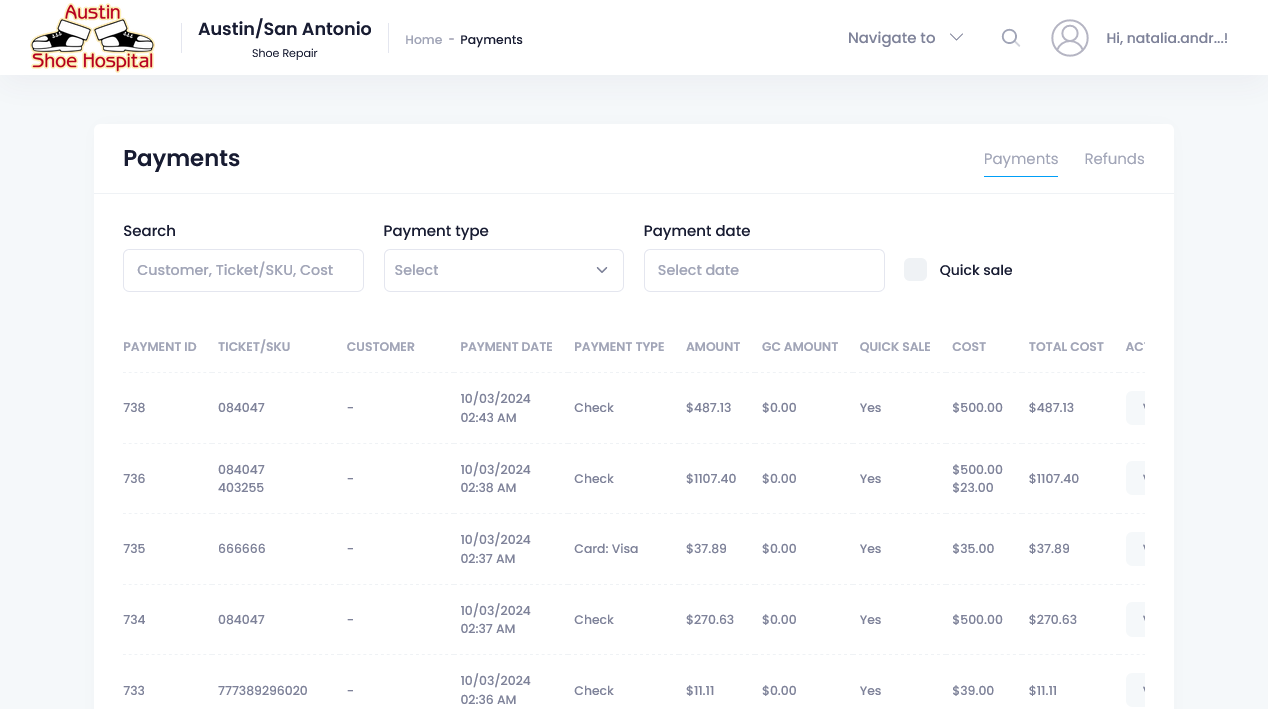 Austin
Shoe Hospital
Austin/San Antonio
Shoe Repair
Home - Payments
Navigate to
Hi, natalia.andr...!
Payments
Payments Refunds
Search Payment type Payment date
Customer, Ticket/SKU, Cost Select Select date Quick sale
PAYMENT ID TICKET/SKU CUSTOMER PAYMENT DATE PAYMENT TYPE AMOUNT GC AMOUNT QUICK SALE COST TOTAL COST
738 084047 - 10/03/2024 02:43 AM Check $487.13 $0.00 Yes $500.00 $487.13
736 084047 403255 - 10/03/2024 02:38 AM Check $1107.40 $0.00 Yes $500.00 $23.00 $1107.40
735 666666 - 10/03/2024 02:37 AM Card: Visa $37.89 $0.00 Yes $35.00 $37.89
734 084047 - 10/03/2024 02:37 AM Check $270.63 $0.00 Yes $500.00 $270.63
733 777389296020 - 10/03/2024 02:36 AM Check $11.11 $0.00 Yes $39.00 $11.11